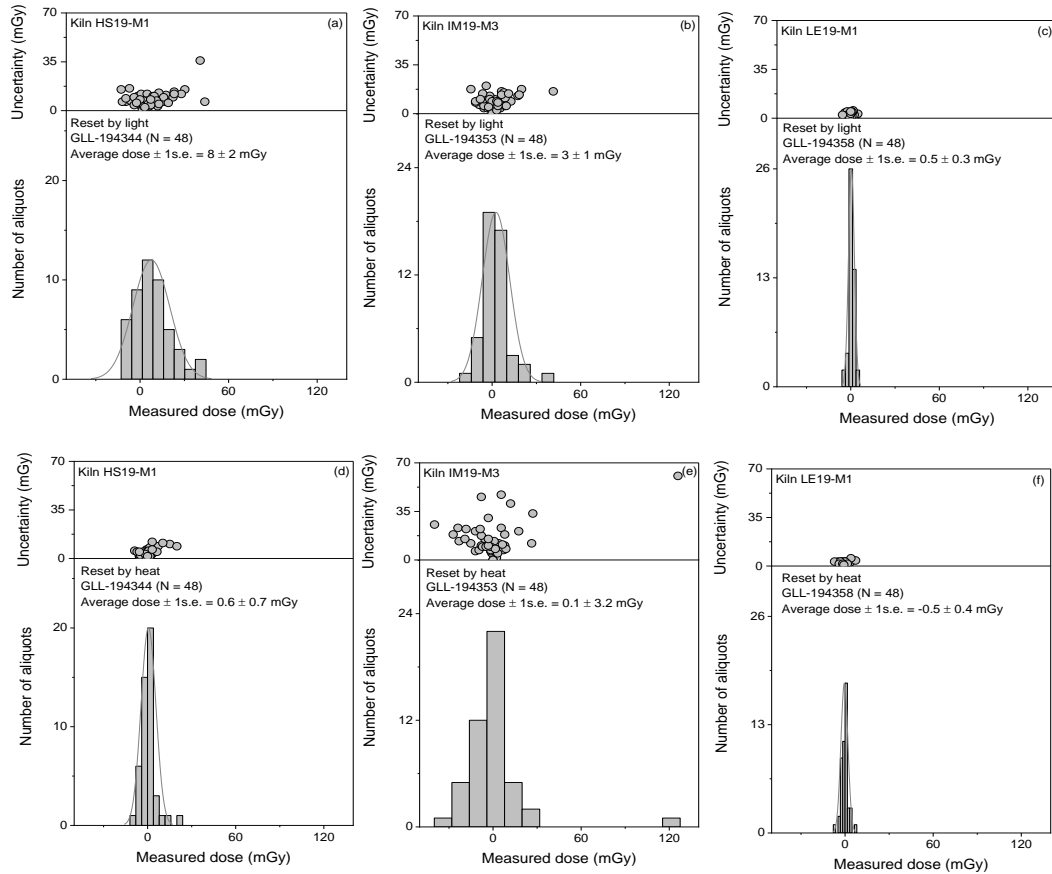 Kiln HS19-M1
(a)
Uncertainty (mGy)
70
35
0
Reset by light
GLL-194344 (N = 48)
Average dose ± 1s.e. = 8 ± 2 mGy
Number of aliquots
20
10
0
0
60
120
Measured dose (mGy)
Kiln IM19-M3
(b)
Uncertainty (mGy)
70
35
0
Reset by light
GLL-194353 (N = 48)
Average dose ± 1s.e. = 3 ± 1 mGy
Number of aliquots
24
12
0
0
60
120
Measured dose (mGy)
Kiln LE19-M1
(c)
Uncertainty (mGy)
70
35
0
Reset by light
GLL-194358 (N = 48)
Average dose ± 1s.e. = 0.5 ± 0.3 mGy
Number of aliquots
26
13
0
0
60
120
Measured dose (mGy)
Kiln HS19-M1
(d)
Uncertainty (mGy)
70
35
0
Reset by heat
GLL-194344 (N = 48)
Average dose ± 1s.e. = 0.6 ± 0.7 mGy
Number of aliquots
20
10
0
0
60
120
Measured dose (mGy)
Kiln IM19-M3
(e)
Uncertainty (mGy)
70
35
0
Reset by heat
GLL-194353 (N = 48)
Average dose ± 1s.e. = 0.1 ± 3.2 mGy
Number of aliquots
24
12
0
0
60
120
Measured dose (mGy)
Kiln LE19-M1
(f)
Uncertainty (mGy)
70
35
0
Reset by heat
GLL-194358 (N = 48)
Average dose ± 1s.e. = -0.5 ± 0.4 mGy
Number of aliquots
26
13
0
0
60
120
Measured dose (mGy)